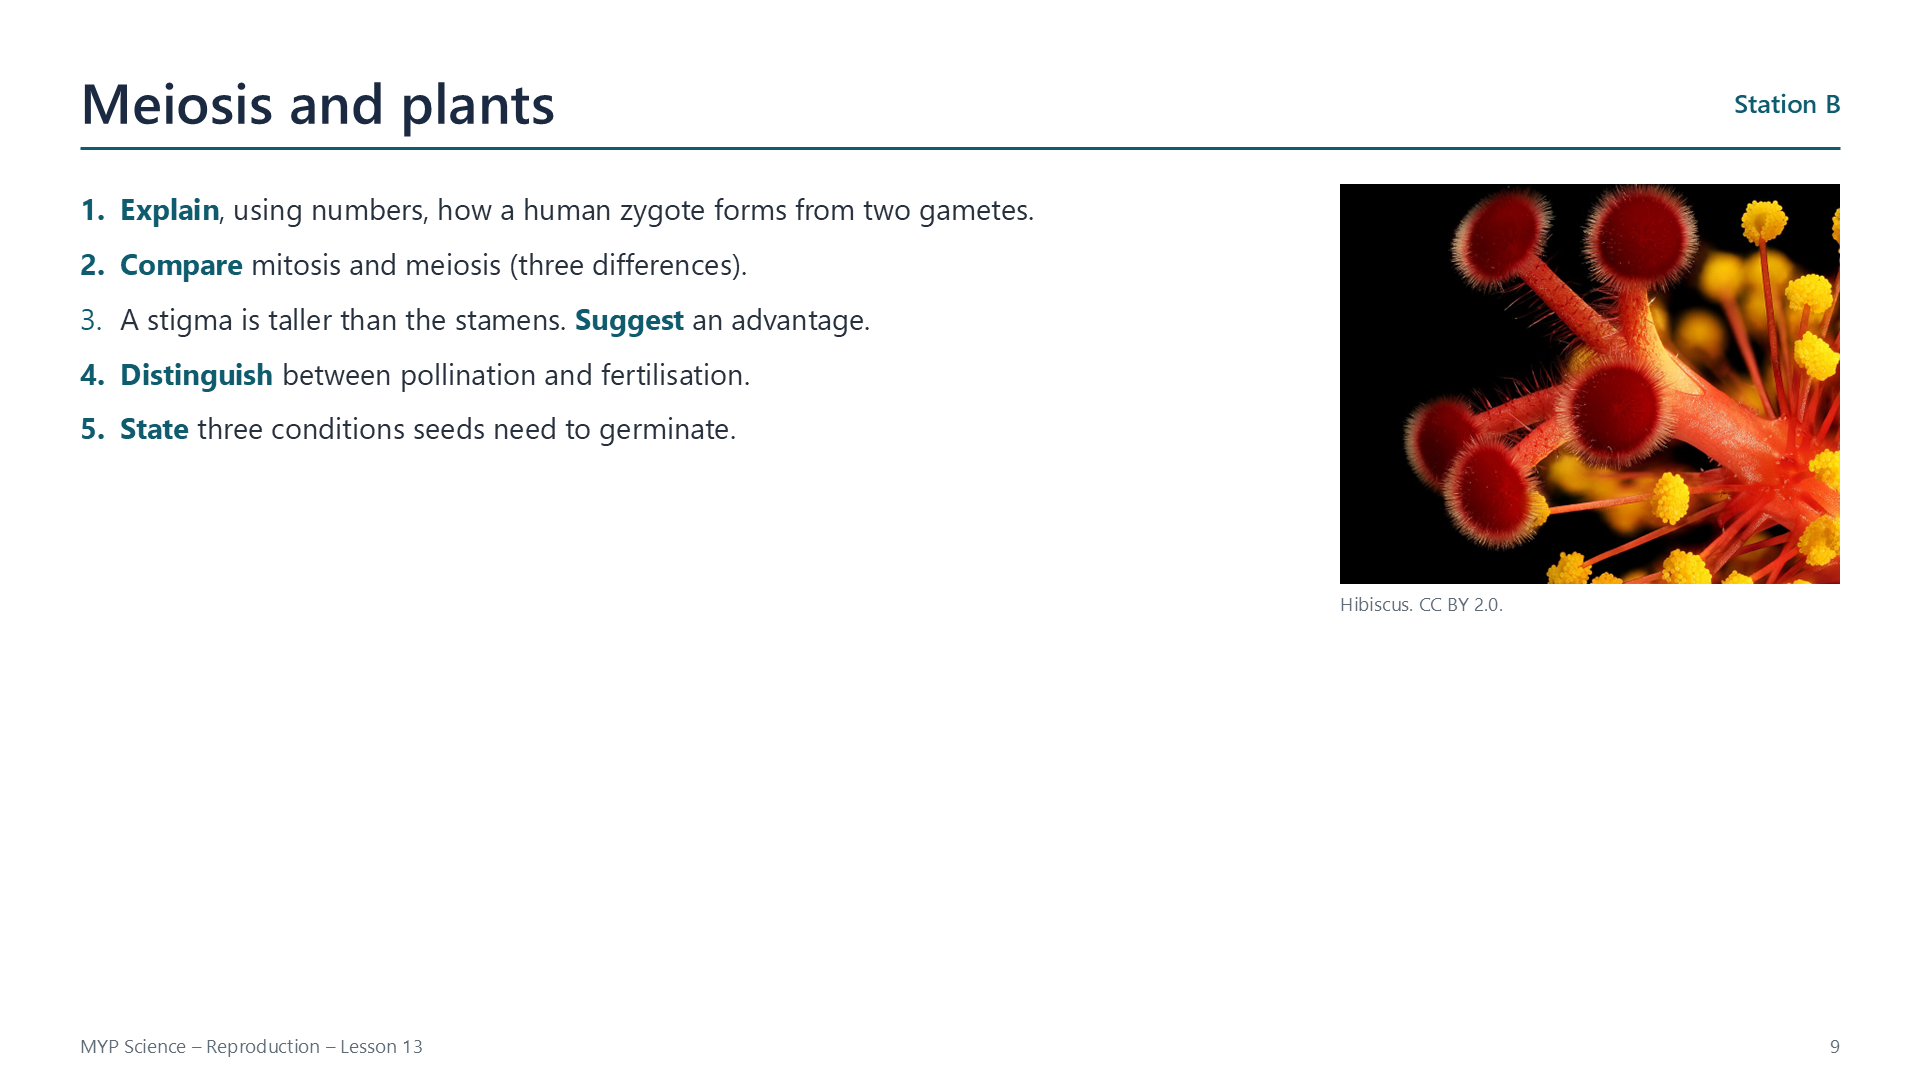 Meiosis and plants
Station B
1. Explain, using numbers, how a human zygote forms from two gametes.
2. Compare mitosis and meiosis (three differences).
3. A stigma is taller than the stamens. Suggest an advantage.
4. Distinguish between pollination and fertilisation.
5. State three conditions seeds need to germinate.
Hibiscus. CC BY 2.0.
MYP Science – Reproduction – Lesson 13
9